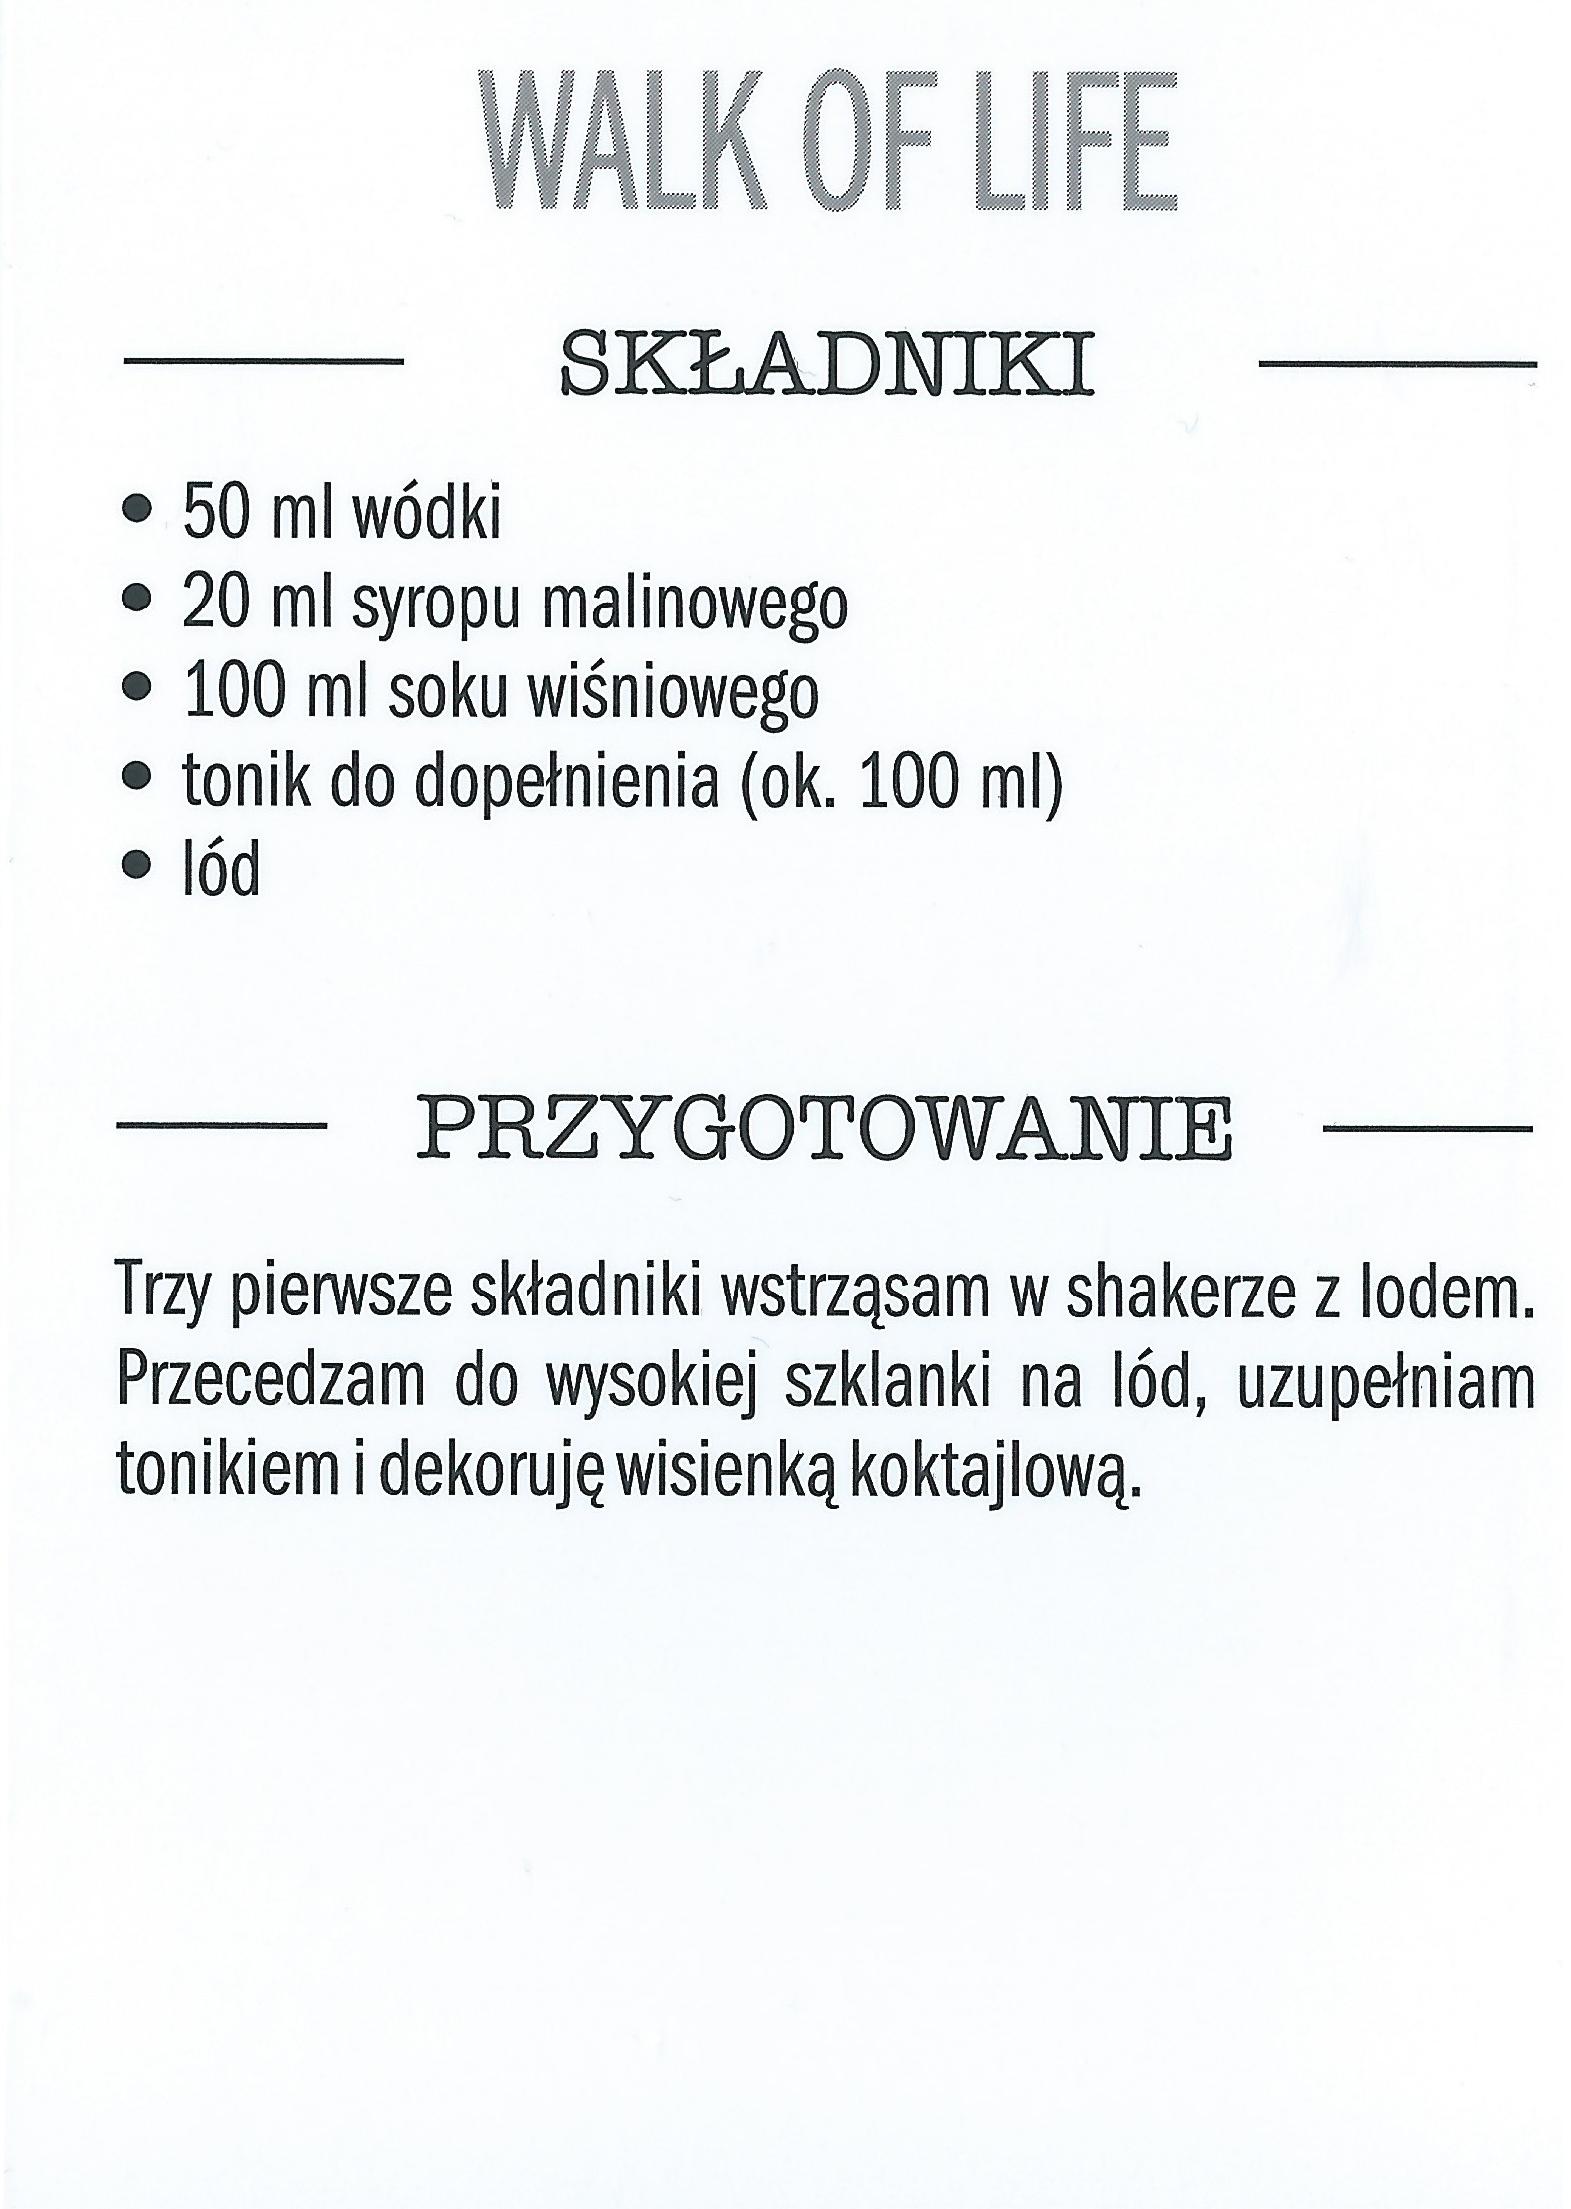 WALK OF LIFE
SKŁADNIKI
• 50 ml wódki
• 20 ml syropu malinowego
• 100 ml soku wiśniowego
• tonik do dopełnienia (ok. 100 ml)
• lód
PRZYGOTOWANIE
Trzy pierwsze składniki wstrząsam w shakerze z lodem.
Przecedzam do wysokiej szklanki na lód, uzupełniam
tonikiem i dekoruję wisienką koktajlową.